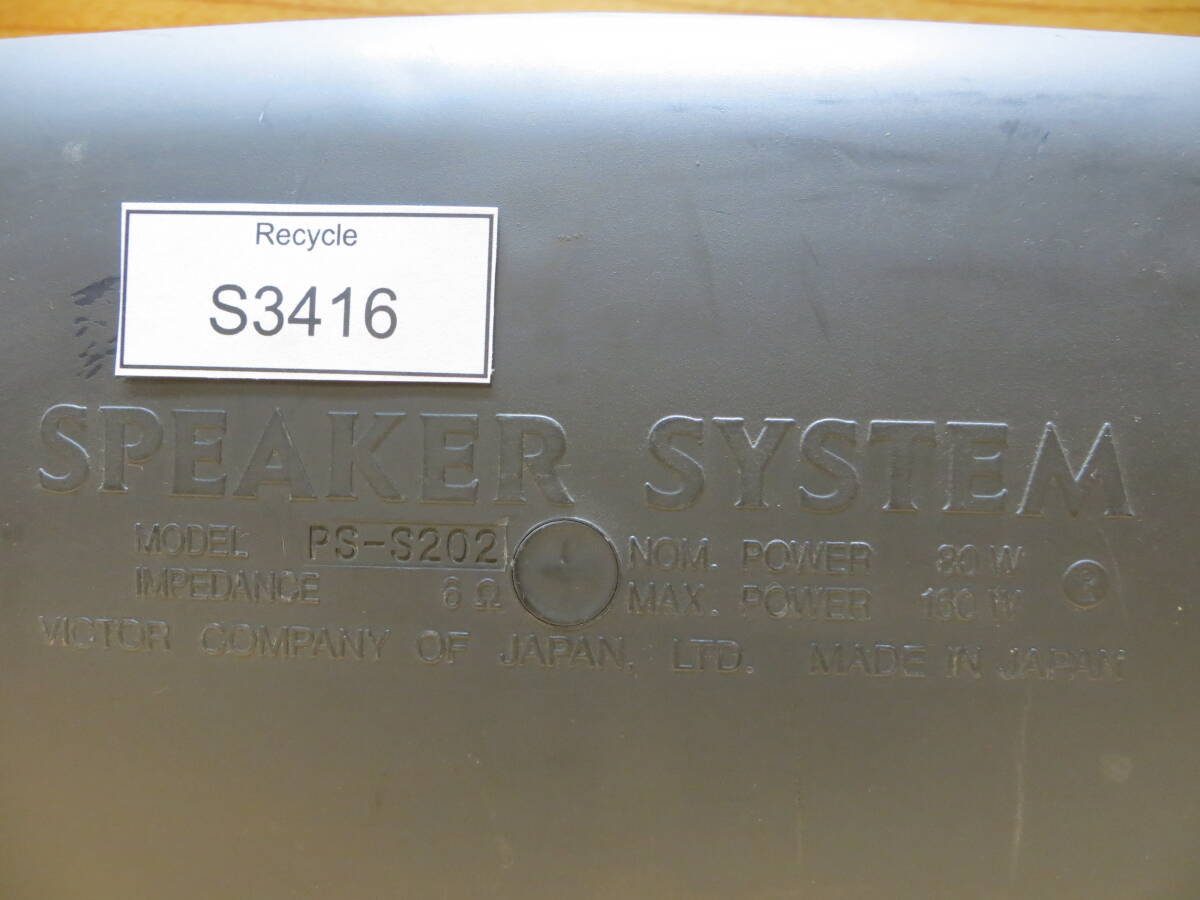 Recycle
S3416
SPEAKER SYSTEM
MODEL PS-S202 NOM. POWER 80 W
IMPEDANCE 6 Ω MAX. POWER 160 W
VICTOR COMPANY OF JAPAN, LTD. MADE IN JAPAN